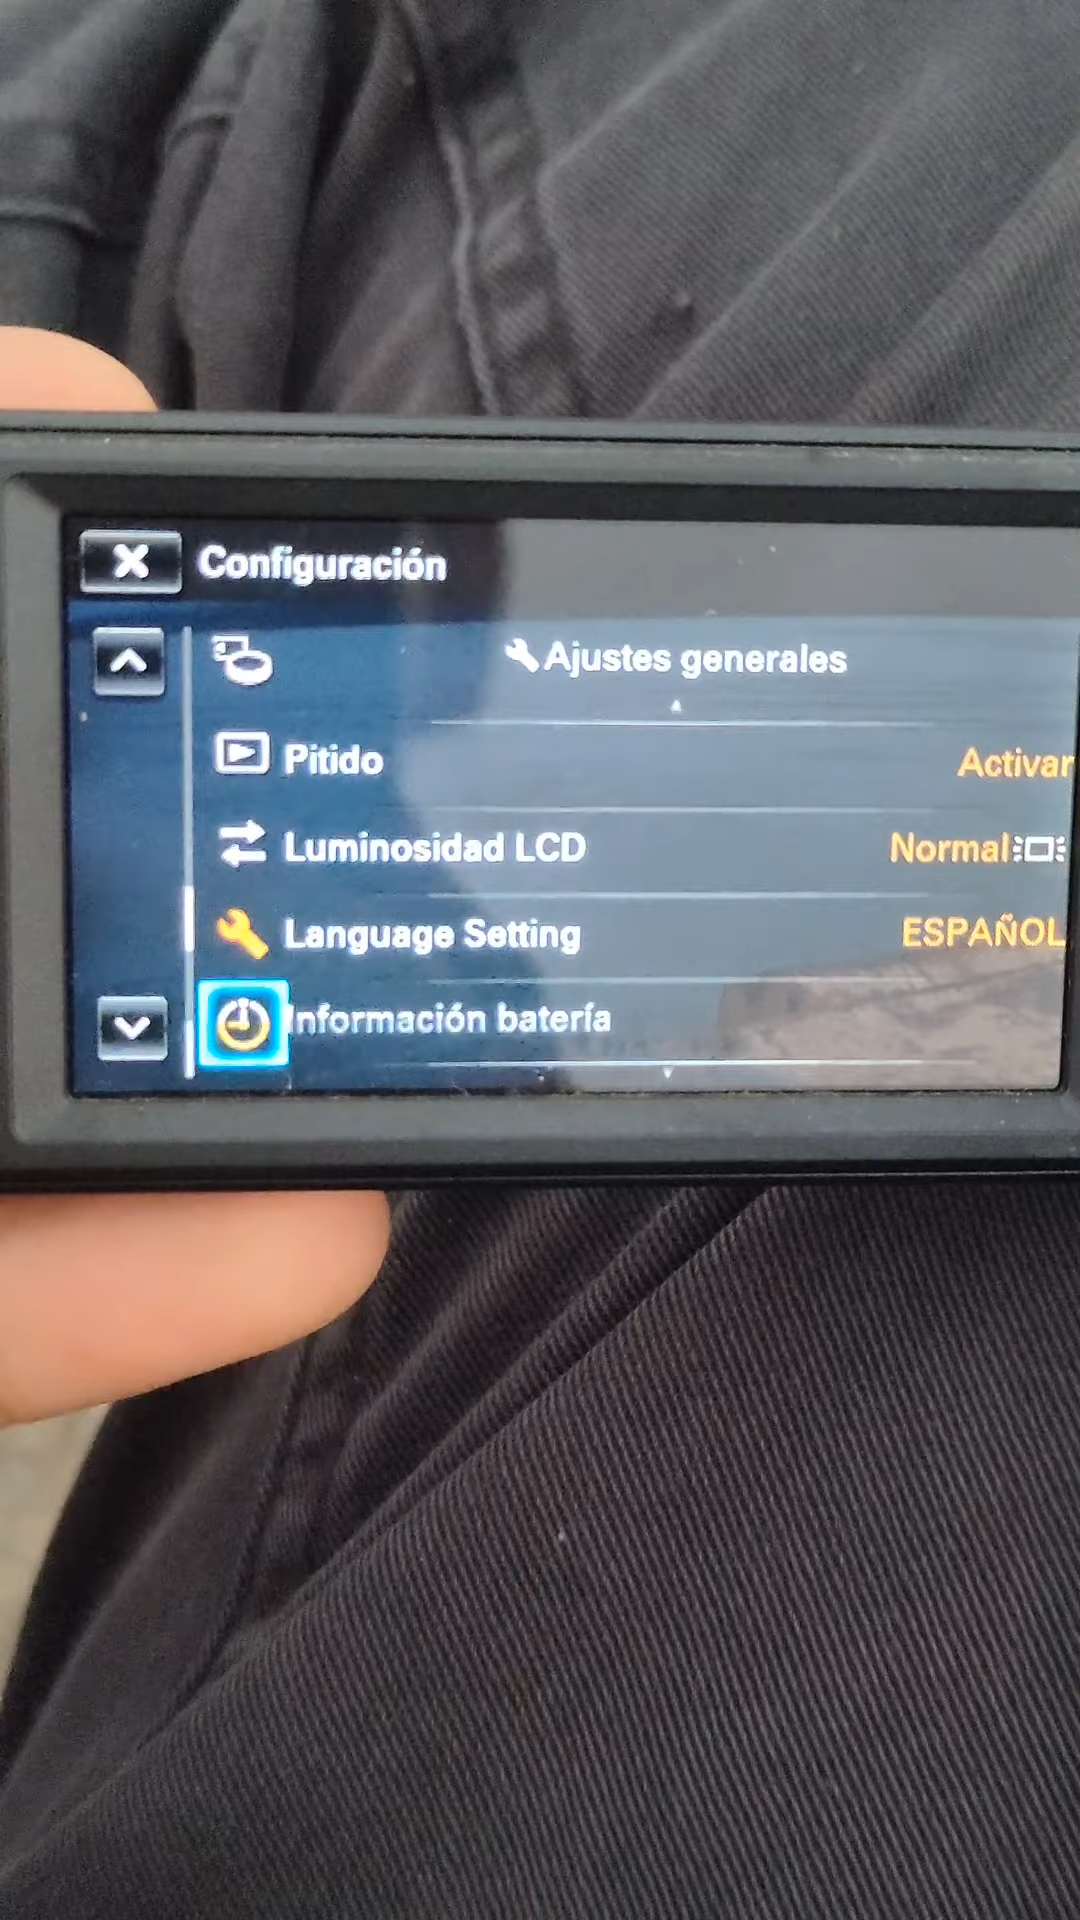 Configuración
Ajustes generales
Pitido Activar
Luminosidad LCD Normal
Language Setting ESPAÑOL
Información batería